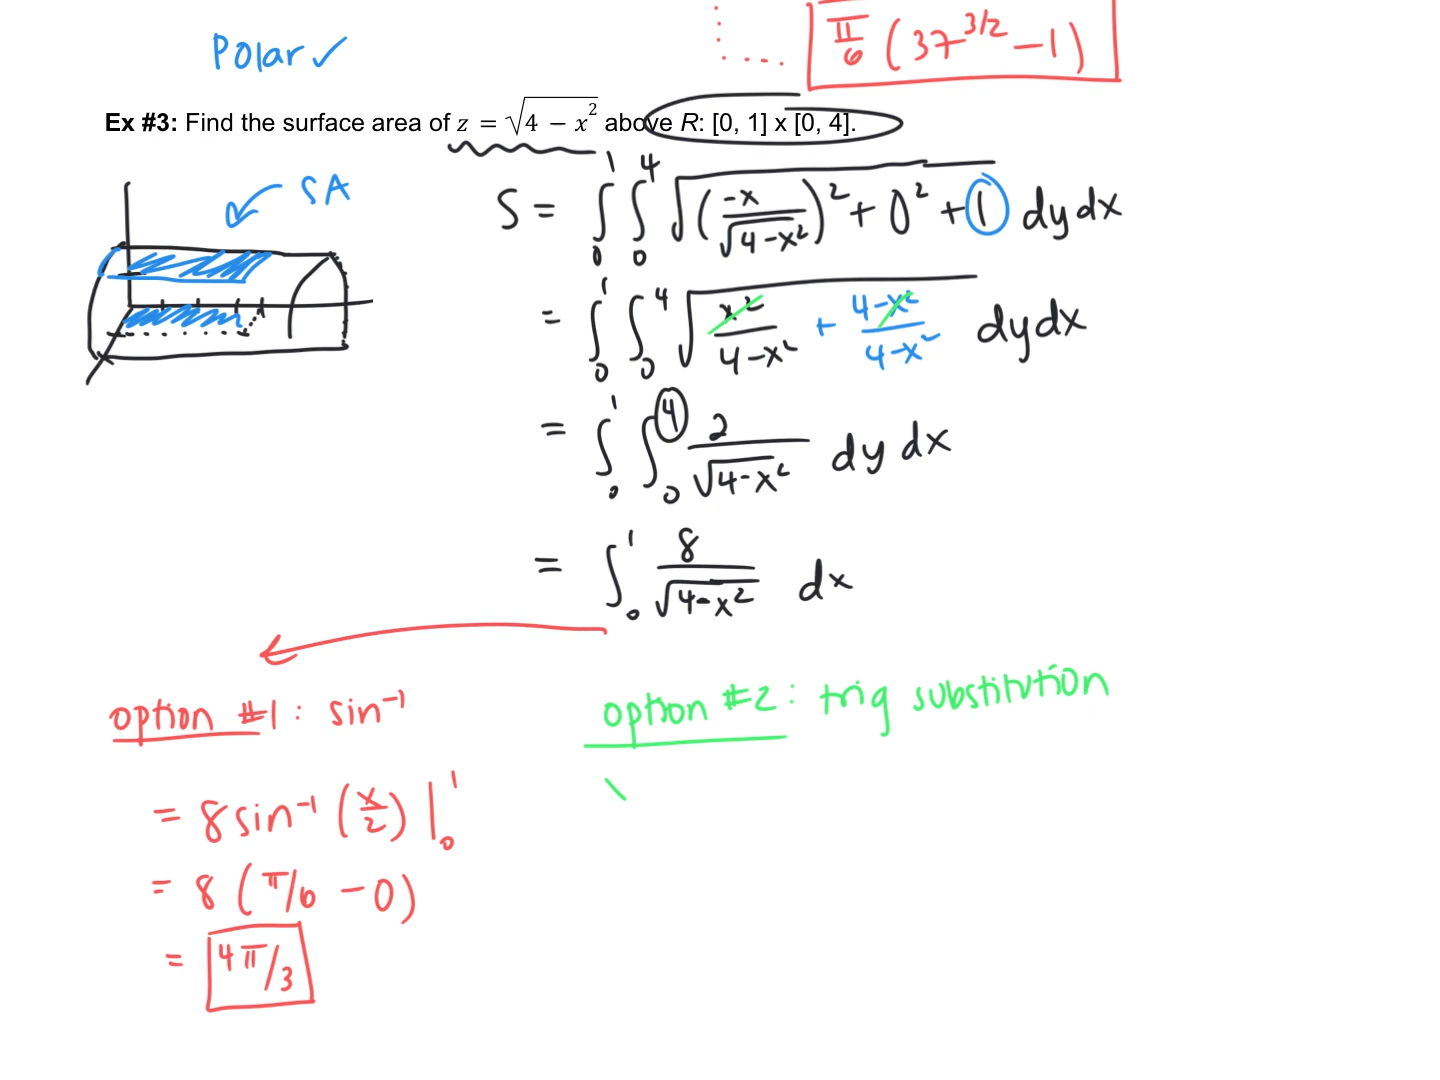 Polar ✓
π/6 (37^{3/2} − 1)
Ex #3: Find the surface area of z = √(4 − x²) above R: [0, 1] x [0, 4].
SA
S = ∫₀¹ ∫₀⁴ √((−x/√(4−x²))² + 0² + 1) dy dx
= ∫₀¹ ∫₀⁴ √(x²/(4−x²) + (4−x²)/(4−x²)) dy dx
= ∫₀¹ ∫₀⁴ 2/√(4−x²) dy dx
= ∫₀¹ 8/√(4−x²) dx
option #1: sin⁻¹
= 8 sin⁻¹ (x/2) |₀¹
= 8 (π/6 − 0)
= 4π/3
option #2: trig substitution